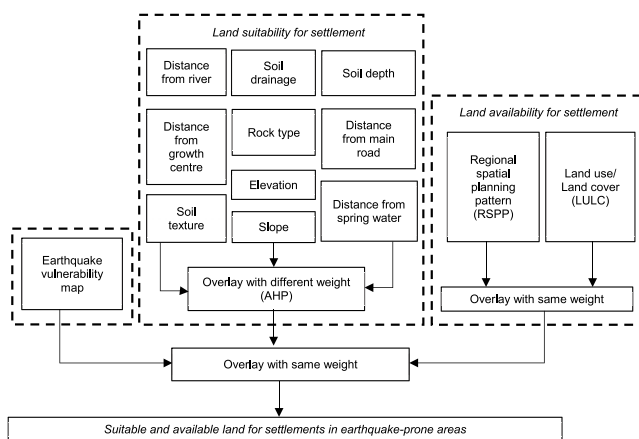 Land suitability for settlement
Distance
from river
Soil
drainage
Soil depth
Distance
from
growth
centre
Rock type
Distance
from main
road
Elevation
Soil
texture
Slope
Distance from
spring water
Overlay with different weight
(AHP)
Land availability for settlement
Regional
spatial
planning
pattern
(RSPP)
Land use/
Land cover
(LULC)
Overlay with same weight
Earthquake
vulnerability
map
Overlay with same weight
Suitable and available land for settlements in earthquake-prone areas